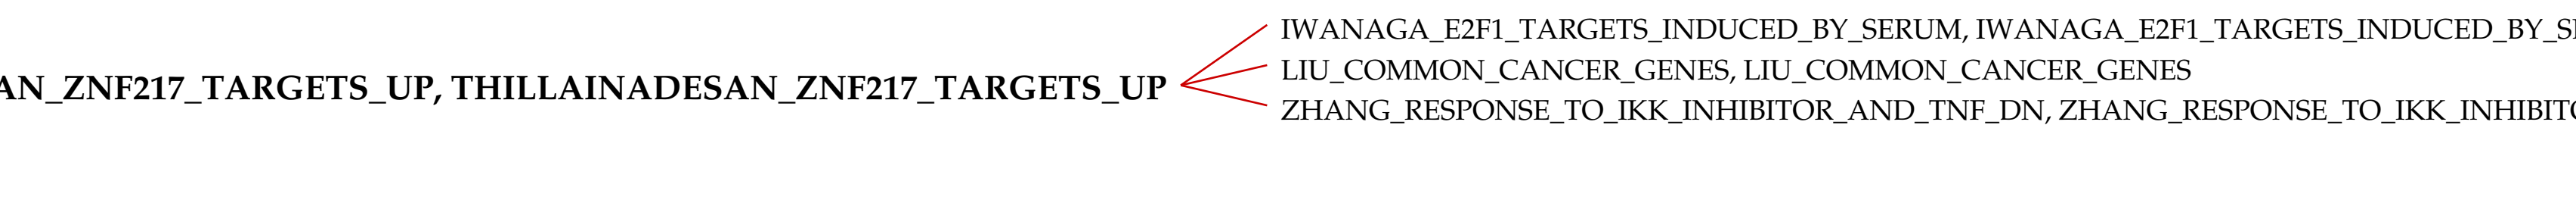 IWANAGA_E2F1_TARGETS_INDUCED_BY_SERUM, IWANAGA_E2F1_TARGETS_INDUCED_BY_S
LIU_COMMON_CANCER_GENES, LIU_COMMON_CANCER_GENES
AN_ZNF217_TARGETS_UP, THILLAINADESAN_ZNF217_TARGETS_UP
ZHANG_RESPONSE_TO_IKK_INHIBITOR_AND_TNF_DN, ZHANG_RESPONSE_TO_IKK_INHIBIT